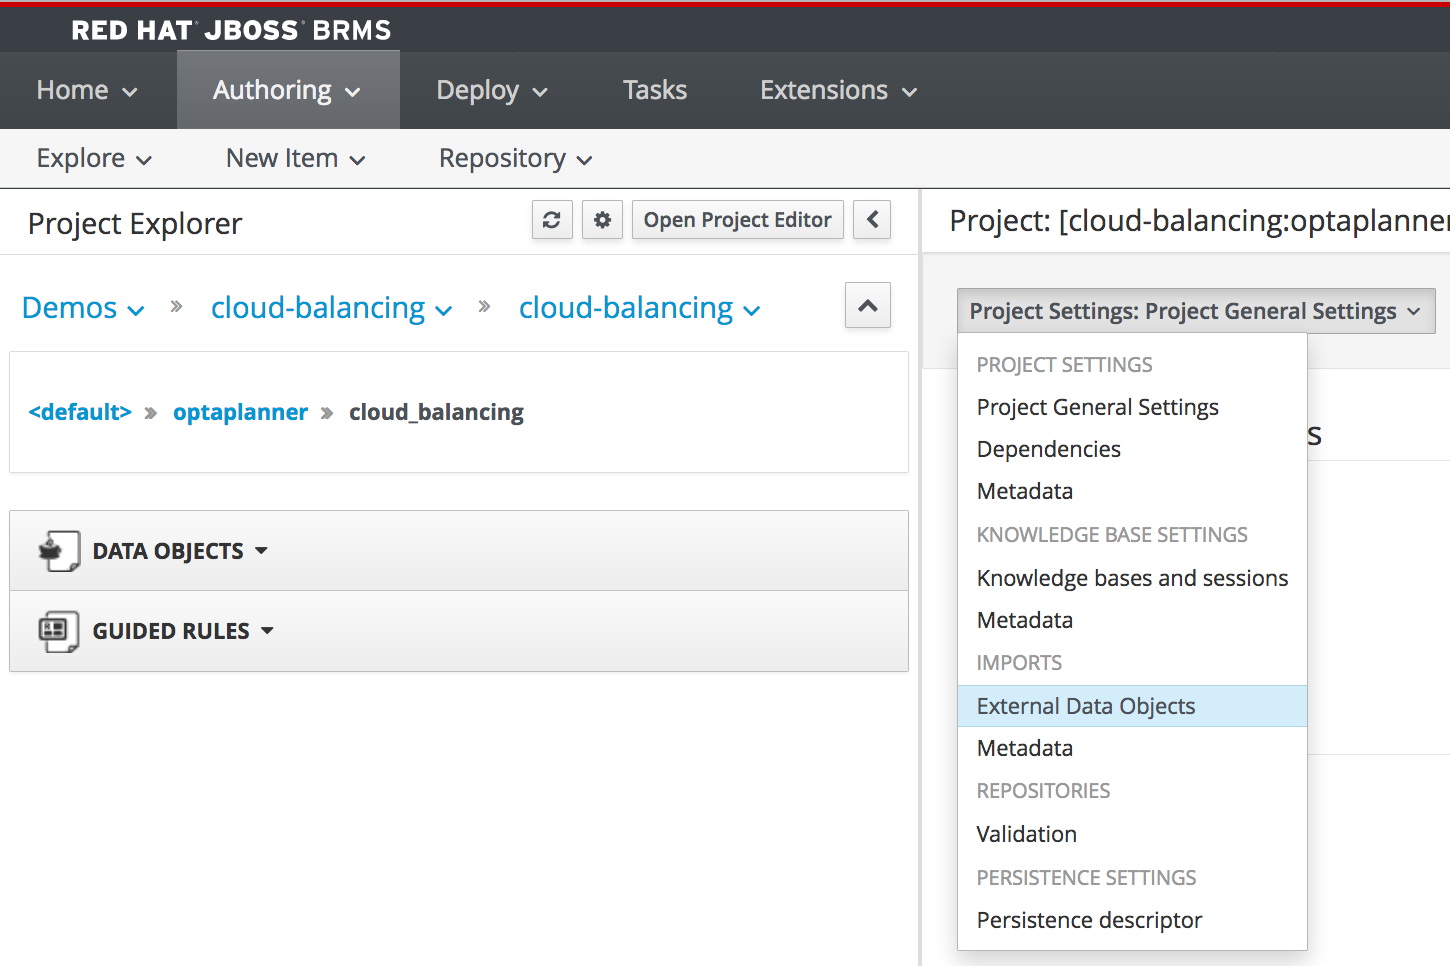 RED HAT® JBOSS® BRMS
Home Authoring Deploy Tasks Extensions
Explore New Item Repository
Project Explorer Open Project Editor
Demos » cloud-balancing » cloud-balancing
<default> » optaplanner » cloud_balancing
DATA OBJECTS
GUIDED RULES
Project: [cloud-balancing:optaplanner
Project Settings: Project General Settings
PROJECT SETTINGS
Project General Settings
s
Dependencies
Metadata
KNOWLEDGE BASE SETTINGS
Knowledge bases and sessions
Metadata
IMPORTS
External Data Objects
Metadata
REPOSITORIES
Validation
PERSISTENCE SETTINGS
Persistence descriptor